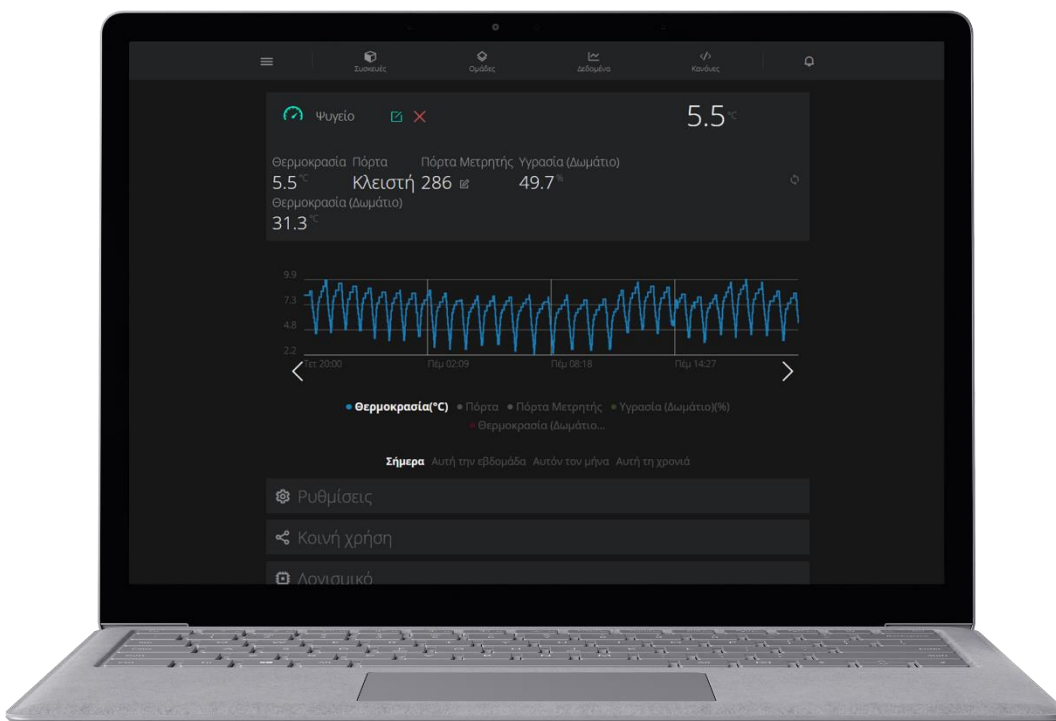 Συσκευές Ομάδες Δεδομένα Κανόνες
Ψυγείο 5.5 °C
Θερμοκρασία Πόρτα Πόρτα Μετρητής Υγρασία (Δωμάτιο)
5.5 °C Κλειστή 286 49.7 %
Θερμοκρασία (Δωμάτιο)
31.3 °C
9.9
7.3
4.8
2.2
Τετ 20:00 Πέμ 02:09 Πέμ 08:18 Πέμ 14:27
Θερμοκρασία(°C) Πόρτα Πόρτα Μετρητής Υγρασία (Δωμάτιο)(%)
Θερμοκρασία (Δωμάτιο...
Σήμερα Αυτή την εβδομάδα Αυτόν τον μήνα Αυτή τη χρονιά
Ρυθμίσεις
Κοινή χρήση
Λογισμικό